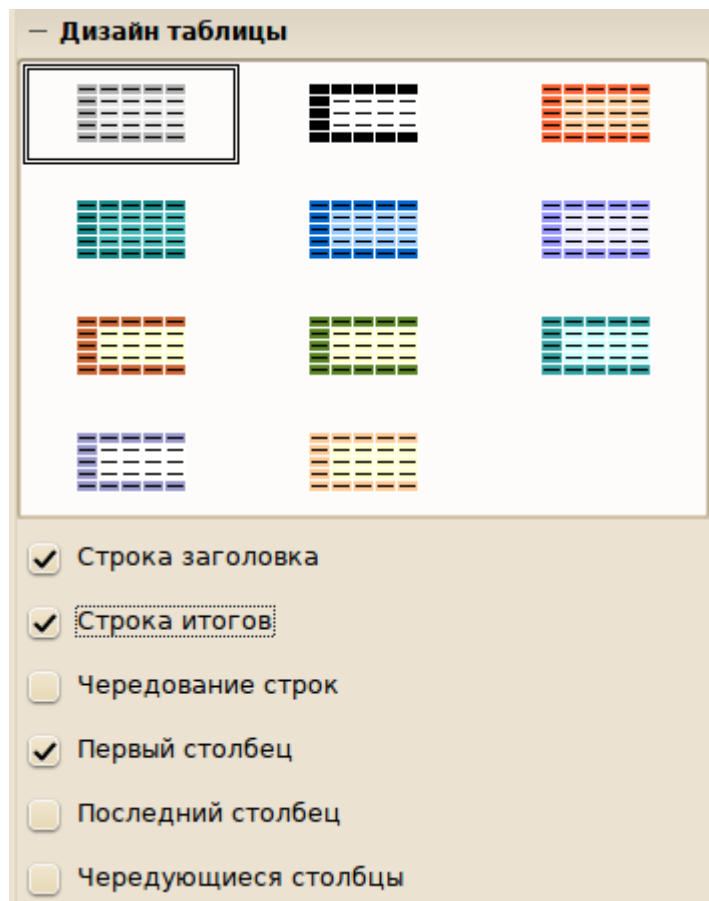 Дизайн таблицы
Строка заголовка
Строка итогов
Чередование строк
Первый столбец
Последний столбец
Чередующиеся столбцы